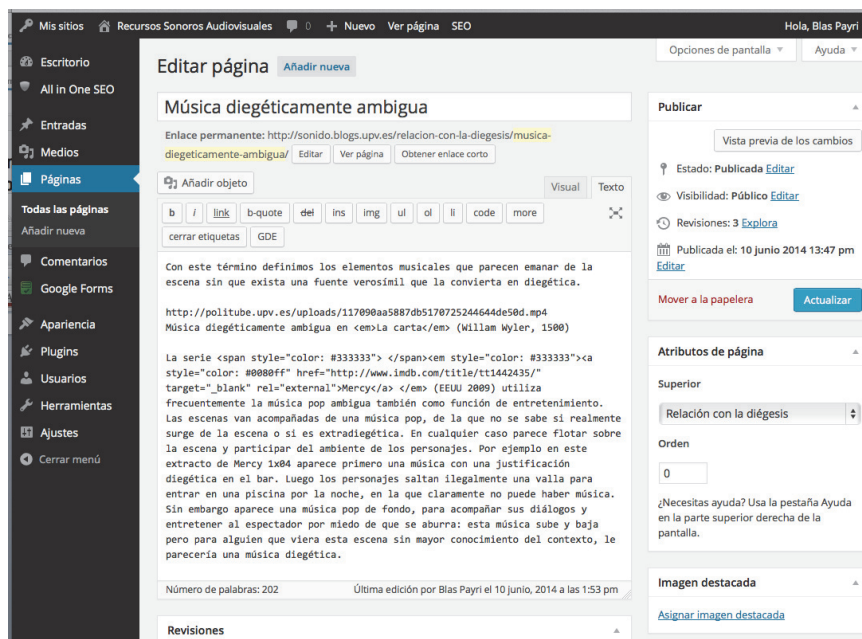 Mis sitios Recursos Sonoros Audiovisuales 0 + Nuevo Ver página SEO Hola, Blas Payri
Escritorio
All in One SEO
Entradas
Medios
Páginas
Todas las páginas
Añadir nueva
Comentarios
Google Forms
Apariencia
Plugins
Usuarios
Herramientas
Ajustes
Cerrar menú
Opciones de pantalla Ayuda
Editar página Añadir nueva
Música diegéticamente ambigua
Enlace permanente: http://sonido.blogs.upv.es/relacion-con-la-diegesis/musica-
diegeticamente-ambigua/ Editar Ver página Obtener enlace corto
Añadir objeto
Visual Texto
b i link b-quote del ins img ul ol li code more
cerrar etiquetas GDE
Con este término definimos los elementos musicales que parecen emanar de la
escena sin que exista una fuente verosímil que la convierta en diegética.
http://politube.upv.es/uploads/117090aa5887db5170725244644de50d.mp4
Música diegéticamente ambigua en <em>La carta</em> (Willam Wyler, 1500)
La serie <span style="color: #333333"> </span><em style="color: #333333"><a
style="color: #0080ff" href="http://www.imdb.com/title/tt1442435/"
target="_blank" rel="external">Mercy</a> </em> (EEUU 2009) utiliza
frecuentemente la música pop ambigua también como función de entretenimiento.
Las escenas van acompañadas de una música pop, de la que no se sabe si realmente
surge de la escena o si es extradiegética. En cualquier caso parece flotar sobre
la escena y participar del ambiente de los personajes. Por ejemplo en este
extracto de Mercy 1x04 aparece primero una música con una justificación
diegética en el bar. Luego los personajes saltan ilegalmente una valla para
entrar en una piscina por la noche, en la que claramente no puede haber música.
Sin embargo aparece una música pop de fondo, para acompañar sus diálogos y
entretener al espectador por miedo de que se aburra: esta música sube y baja
pero para alguien que viera esta escena sin mayor conocimiento del contexto, le
parecería una música diegética.
Número de palabras: 202 Última edición por Blas Payri el 10 junio, 2014 a las 1:53 pm
Revisiones
Publicar
Vista previa de los cambios
Estado: Publicada Editar
Visibilidad: Público Editar
Revisiones: 3 Explora
Publicada el: 10 junio 2014 13:47 pm
Editar
Mover a la papelera Actualizar
Atributos de página
Superior
Relación con la diégesis
Orden
0
¿Necesitas ayuda? Usa la pestaña Ayuda
en la parte superior derecha de la
pantalla.
Imagen destacada
Asignar imagen destacada